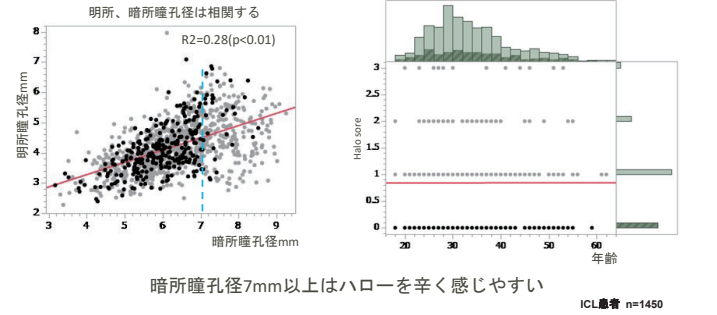 明所、暗所瞳孔径は相関する
R2=0.28(p<0.01)
明所瞳孔径mm
8
7
6
5
4
3
2
3 4 5 6 7 8 9
暗所瞳孔径mm
Halo sore
3
2.5
2
1.5
1
0.5
0
20 30 40 50 60
年齢
暗所瞳孔径7mm以上はハローを辛く感じやすい
ICL患者 n=1450